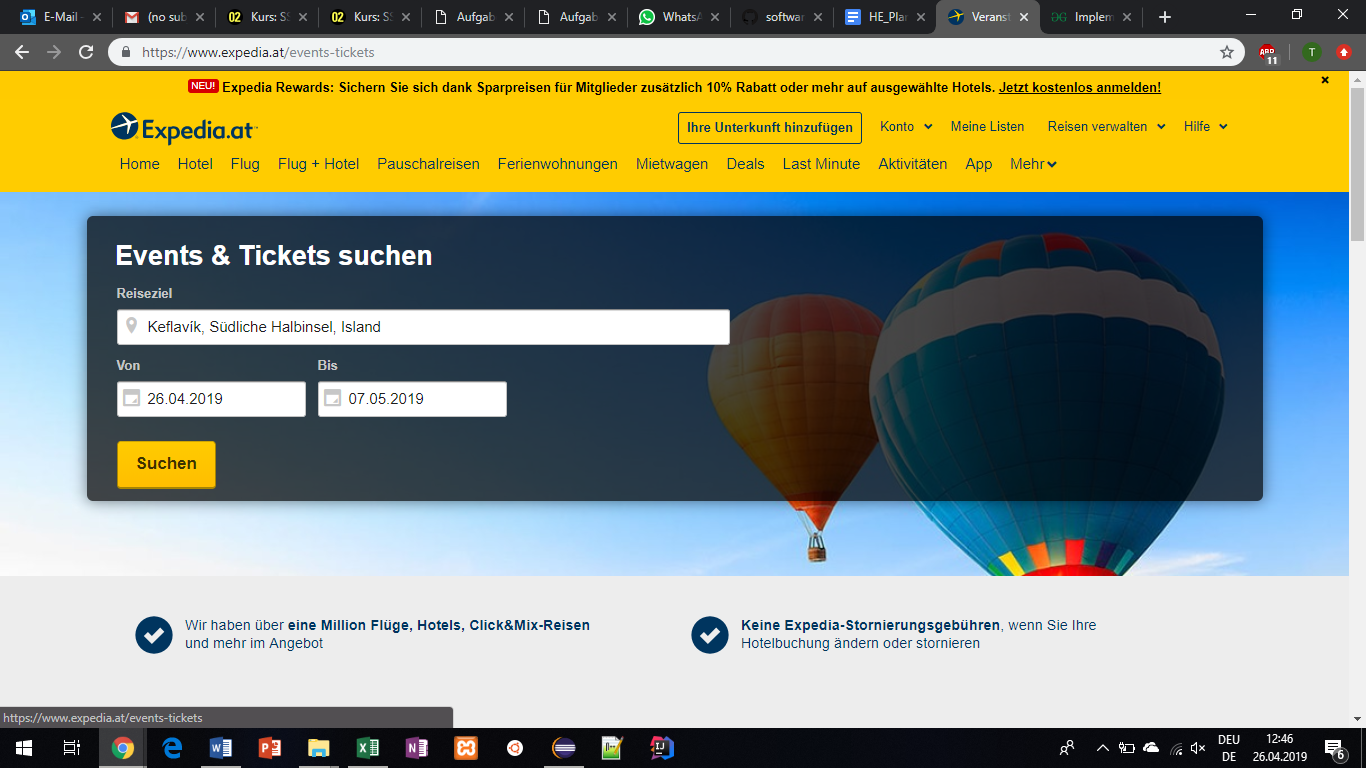 E-Mail -
(no sub
02 Kurs: SS
02 Kurs: SS
Aufgab
Aufgab
WhatsA
softwar
HE_Plan
Veranst
Implem
https://www.expedia.at/events-tickets
ABP
11
T
NEU! Expedia Rewards: Sichern Sie sich dank Sparpreisen für Mitglieder zusätzlich 10% Rabatt oder mehr auf ausgewählte Hotels. Jetzt kostenlos anmelden!
Expedia.at
Ihre Unterkunft hinzufügen Konto Meine Listen Reisen verwalten Hilfe
Home Hotel Flug Flug + Hotel Pauschalreisen Ferienwohnungen Mietwagen Deals Last Minute Aktivitäten App Mehr
Events & Tickets suchen
Reiseziel
Keflavík, Südliche Halbinsel, Island
Von Bis
26.04.2019 07.05.2019
Suchen
Wir haben über eine Million Flüge, Hotels, Click&Mix-Reisen
und mehr im Angebot
Keine Expedia-Stornierungsgebühren, wenn Sie Ihre
Hotelbuchung ändern oder stornieren
https://www.expedia.at/events-tickets
DEU
DE
12:46
26.04.2019
6